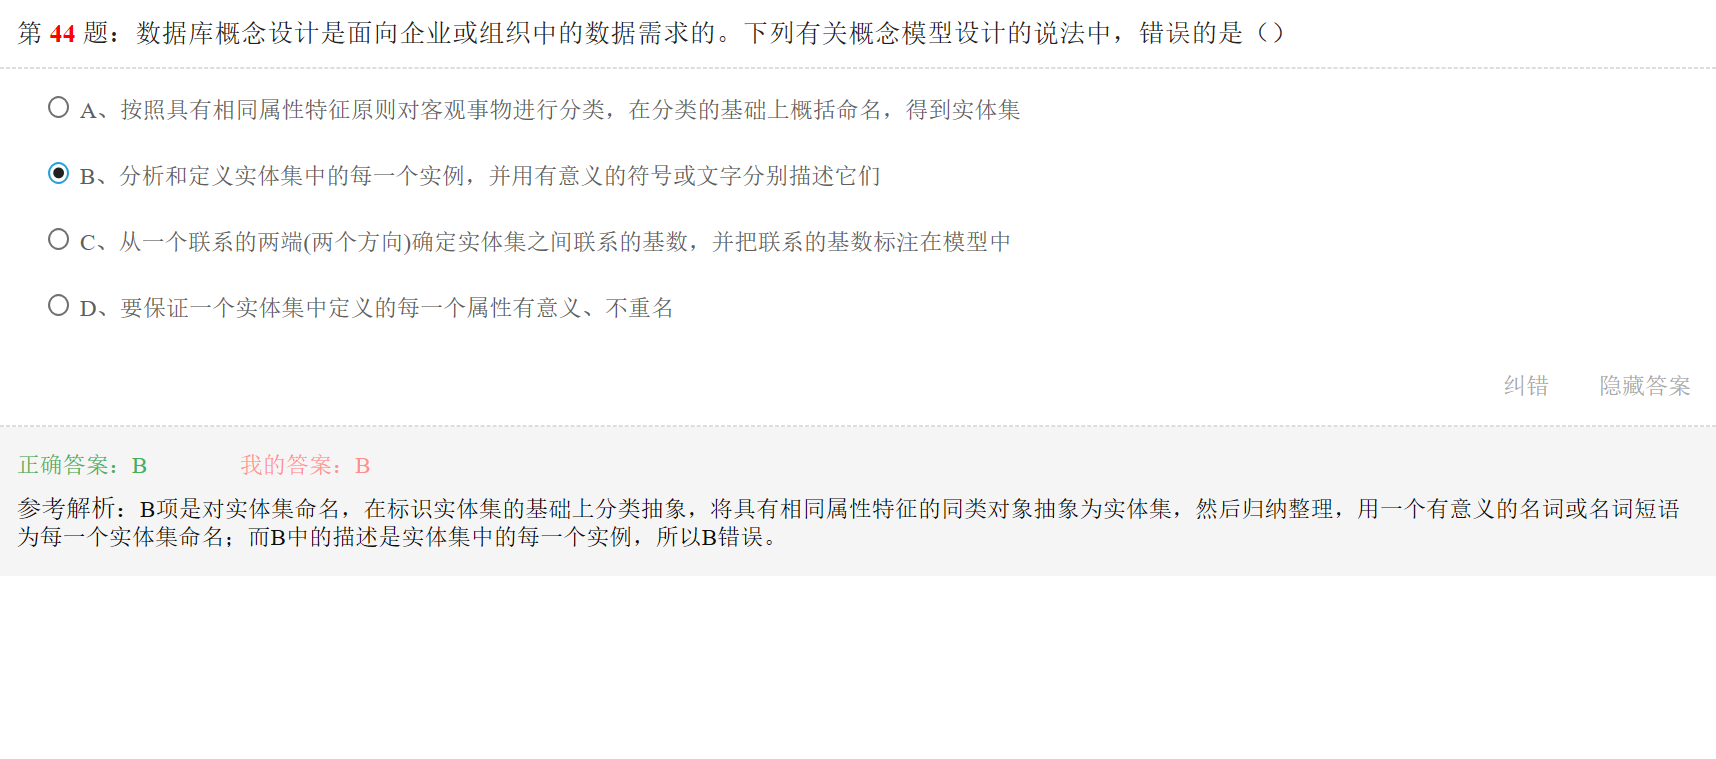 第 44 题：数据库概念设计是面向企业或组织中的数据需求的。下列有关概念模型设计的说法中，错误的是（）
A、按照具有相同属性特征原则对客观事物进行分类，在分类的基础上概括命名，得到实体集
B、分析和定义实体集中的每一个实例，并用有意义的符号或文字分别描述它们
C、从一个联系的两端(两个方向)确定实体集之间联系的基数，并把联系的基数标注在模型中
D、要保证一个实体集中定义的每一个属性有意义、不重名
纠错 隐藏答案
正确答案：B 我的答案：B
参考解析：B项是对实体集命名，在标识实体集的基础上分类抽象，将具有相同属性特征的同类对象抽象为实体集，然后归纳整理，用一个有意义的名词或名词短语
为每一个实体集命名；而B中的描述是实体集中的每一个实例，所以B错误。